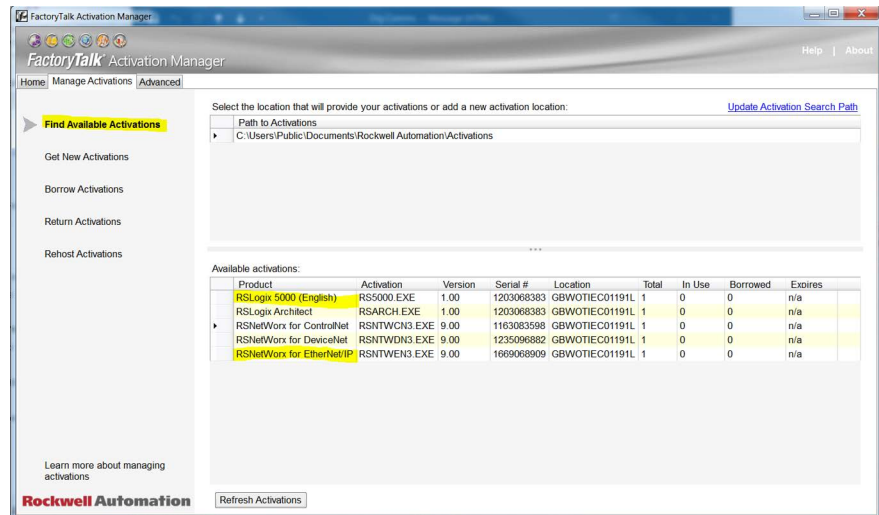 FactoryTalk Activation Manager
FactoryTalk Activation Manager
Help | About
Home Manage Activations Advanced
Find Available Activations
Get New Activations
Borrow Activations
Return Activations
Rehost Activations
Learn more about managing
activations
Rockwell Automation
Select the location that will provide your activations or add a new activation location:
Update Activation Search Path
Path to Activations
C:\Users\Public\Documents\Rockwell Automation\Activations
Available activations:
Product Activation Version Serial # Location Total In Use Borrowed Expires
RSLogix 5000 (English) RS5000.EXE 1.00 1203068383 GBWOTIEC01191L 1 0 0 n/a
RSLogix Architect RSARCH.EXE 1.00 1203068383 GBWOTIEC01191L 1 0 0 n/a
RSNetWorx for ControlNet RSNTWCN3.EXE 9.00 1163083598 GBWOTIEC01191L 1 0 0 n/a
RSNetWorx for DeviceNet RSNTWDN3.EXE 9.00 1235096882 GBWOTIEC01191L 1 0 0 n/a
RSNetWorx for EtherNet/IP RSNTWEN3.EXE 9.00 1669068909 GBWOTIEC01191L 1 0 0 n/a
Refresh Activations